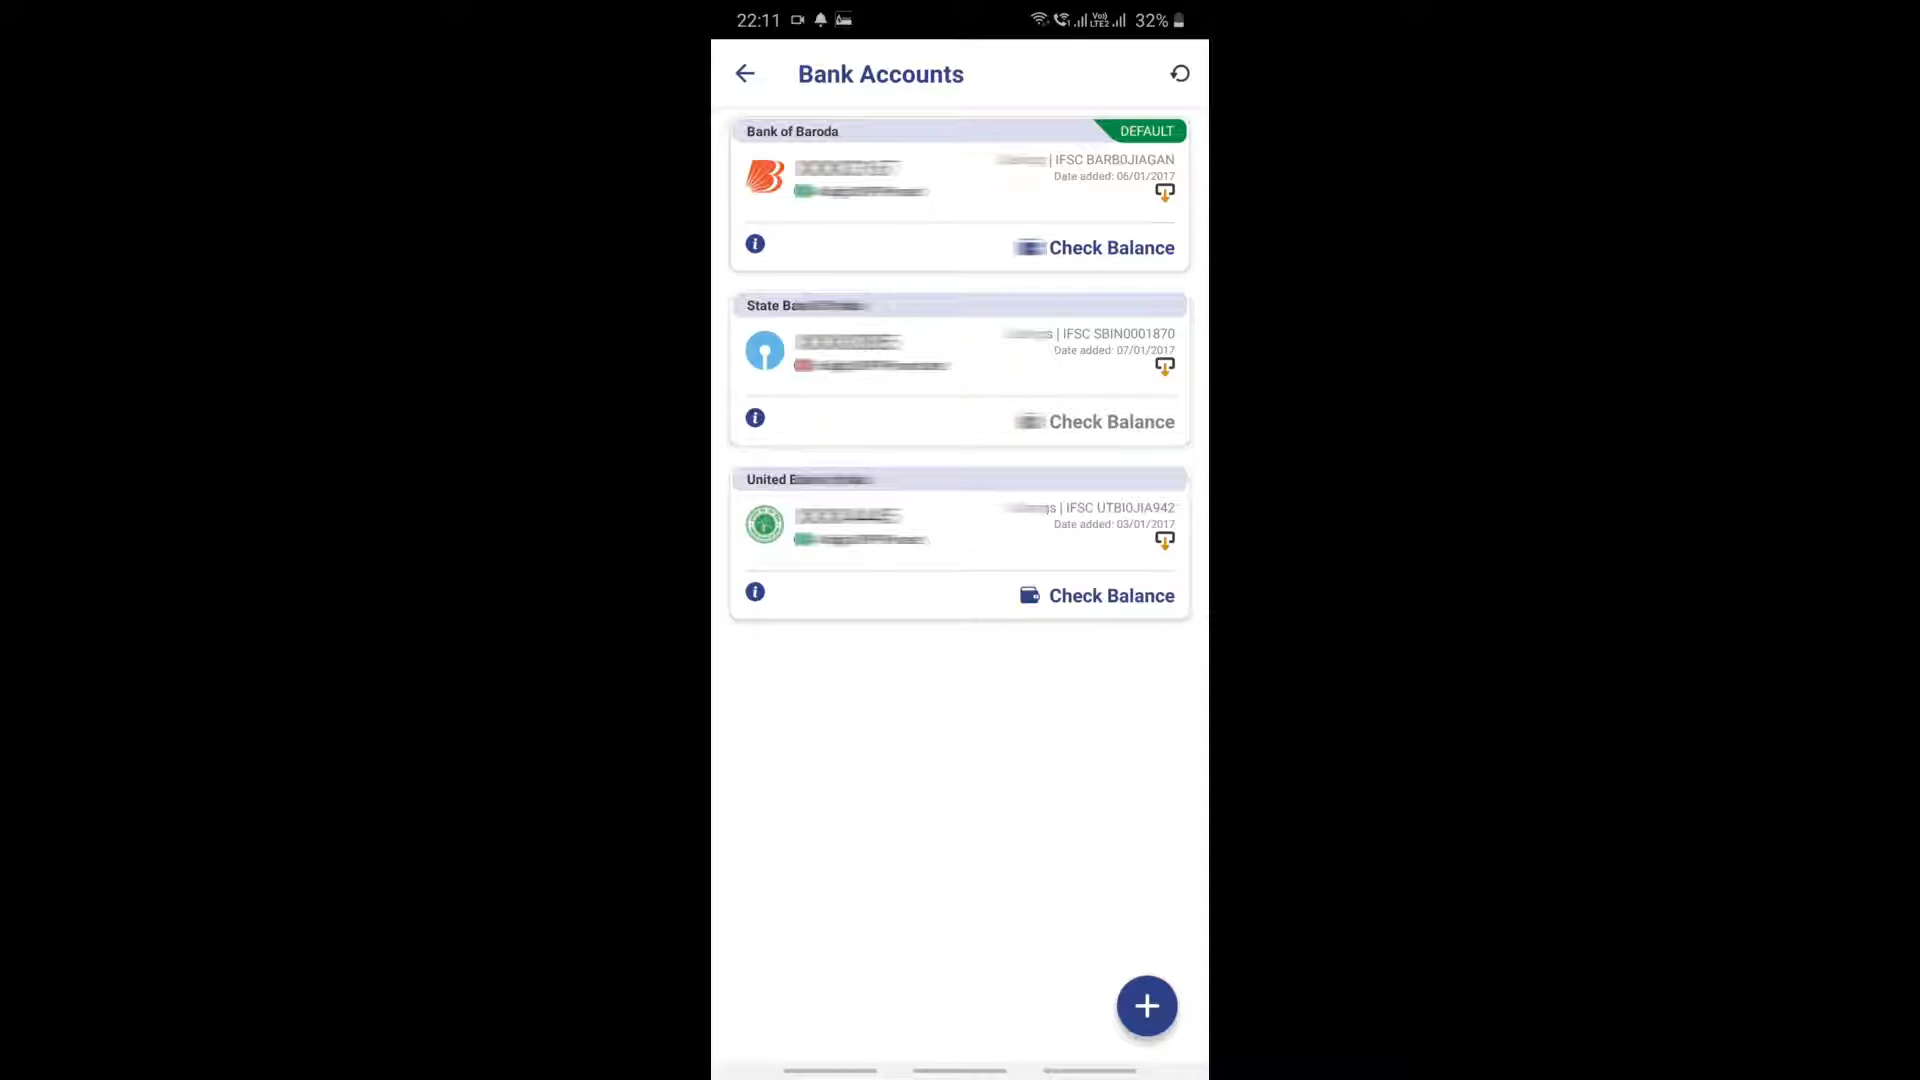 22:11 32%
Bank Accounts
Bank of Baroda DEFAULT
| IFSC BARB0JIAGAN
Date added: 06/01/2017
Check Balance
State
| IFSC SBIN0001870
Date added: 07/01/2017
Check Balance
United
| IFSC UTBI0JIA942
Date added: 03/01/2017
Check Balance